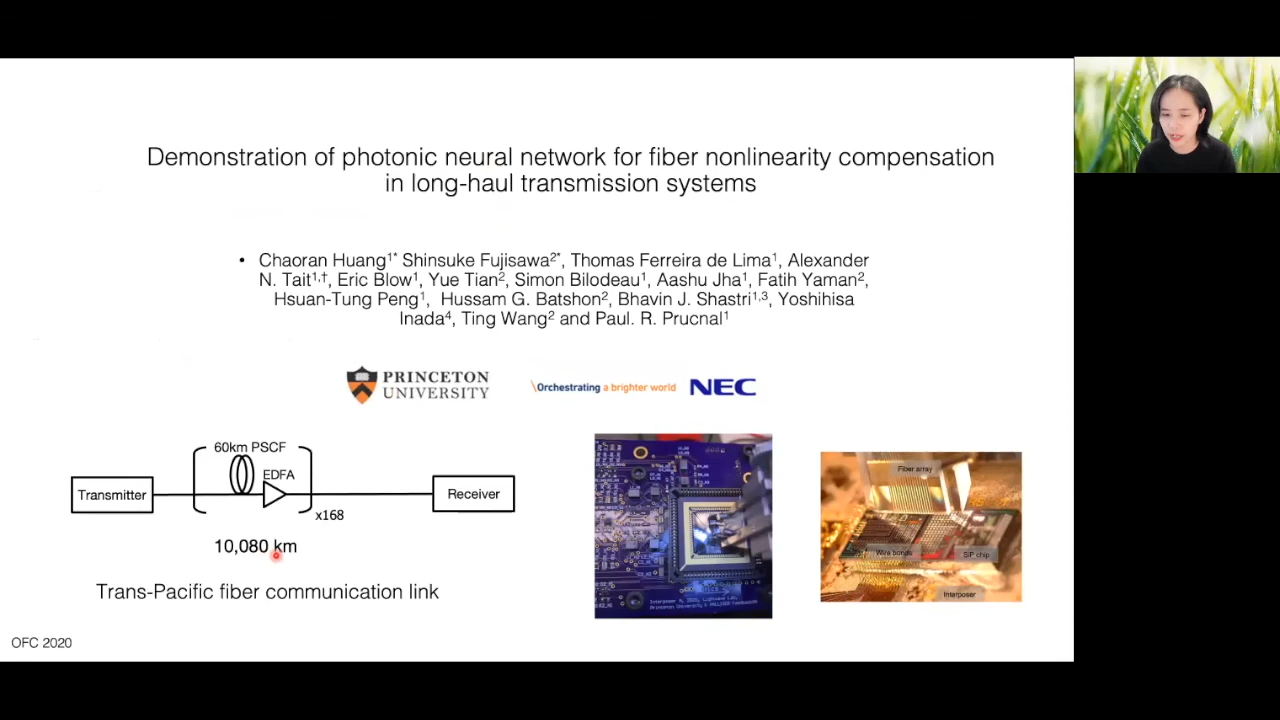 Demonstration of photonic neural network for fiber nonlinearity compensation
in long-haul transmission systems
• Chaoran Huang¹* Shinsuke Fujisawa²*, Thomas Ferreira de Lima¹, Alexander
N. Tait¹,†, Eric Blow¹, Yue Tian², Simon Bilodeau¹, Aashu Jha¹, Fatih Yaman²,
Hsuan-Tung Peng¹, Hussam G. Batshon², Bhavin J. Shastri¹,³, Yoshihisa
Inada⁴, Ting Wang² and Paul. R. Prucnal¹
PRINCETON
UNIVERSITY
\Orchestrating a brighter world NEC
60km PSCF
EDFA
Transmitter
Receiver
x168
10,080 km
Trans-Pacific fiber communication link
Fiber array
Wire bonds
SiP chip
Interposer
OFC 2020